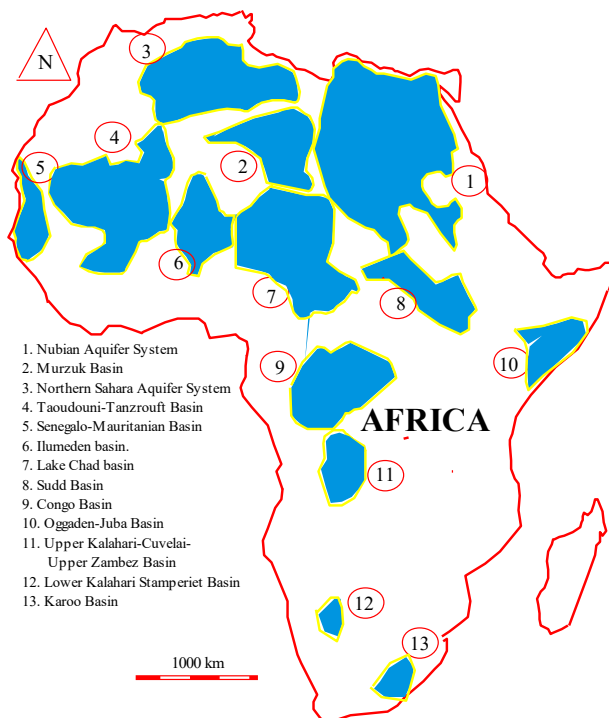 N
3
4
5
2
1
6
7
8
9
10
AFRICA
11
12
13
1. Nubian Aquifer System
2. Murzuk Basin
3. Northern Sahara Aquifer System
4. Taoudouni-Tanzrouft Basin
5. Senegalo-Mauritanian Basin
6. Ilumeden basin.
7. Lake Chad basin
8. Sudd Basin
9. Congo Basin
10. Oggaden-Juba Basin
11. Upper Kalahari-Cuvelai-
Upper Zambez Basin
12. Lower Kalahari Stamperiet Basin
13. Karoo Basin
1000 km